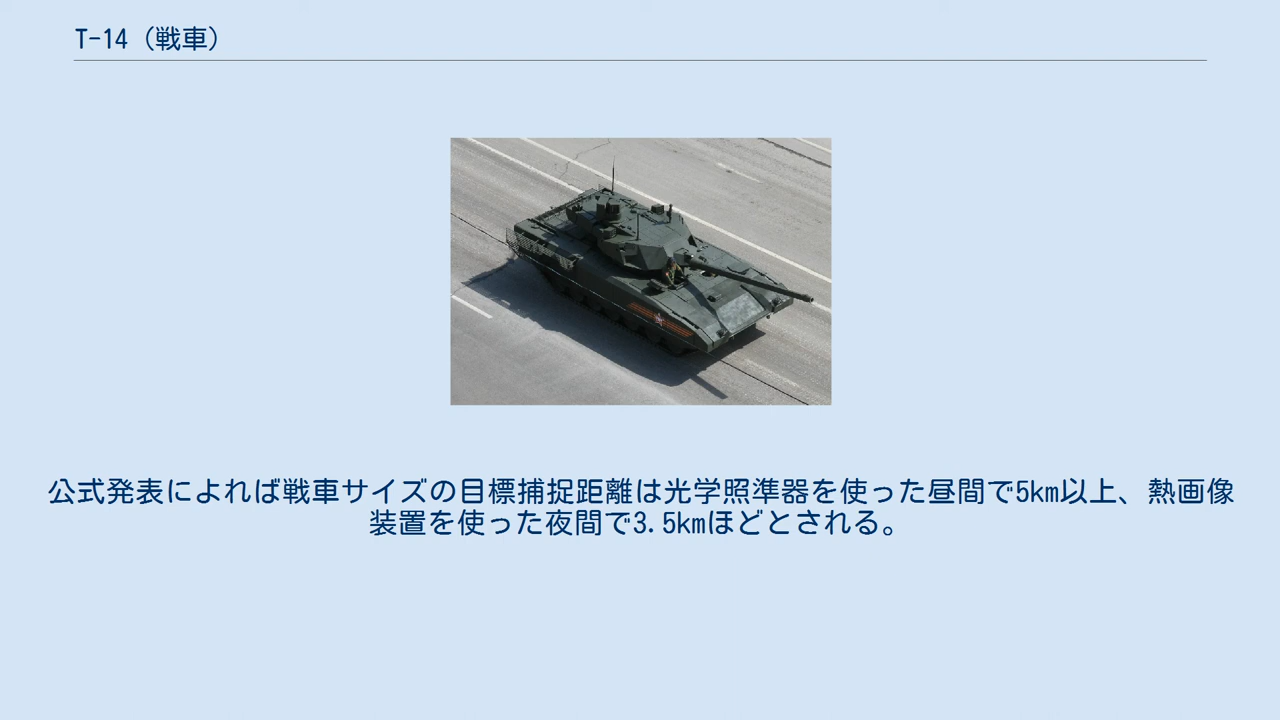 T-14（戦車）
公式発表によれば戦車サイズの目標捕捉距離は光学照準器を使った昼間で5km以上、熱画像
装置を使った夜間で3.5kmほどとされる。